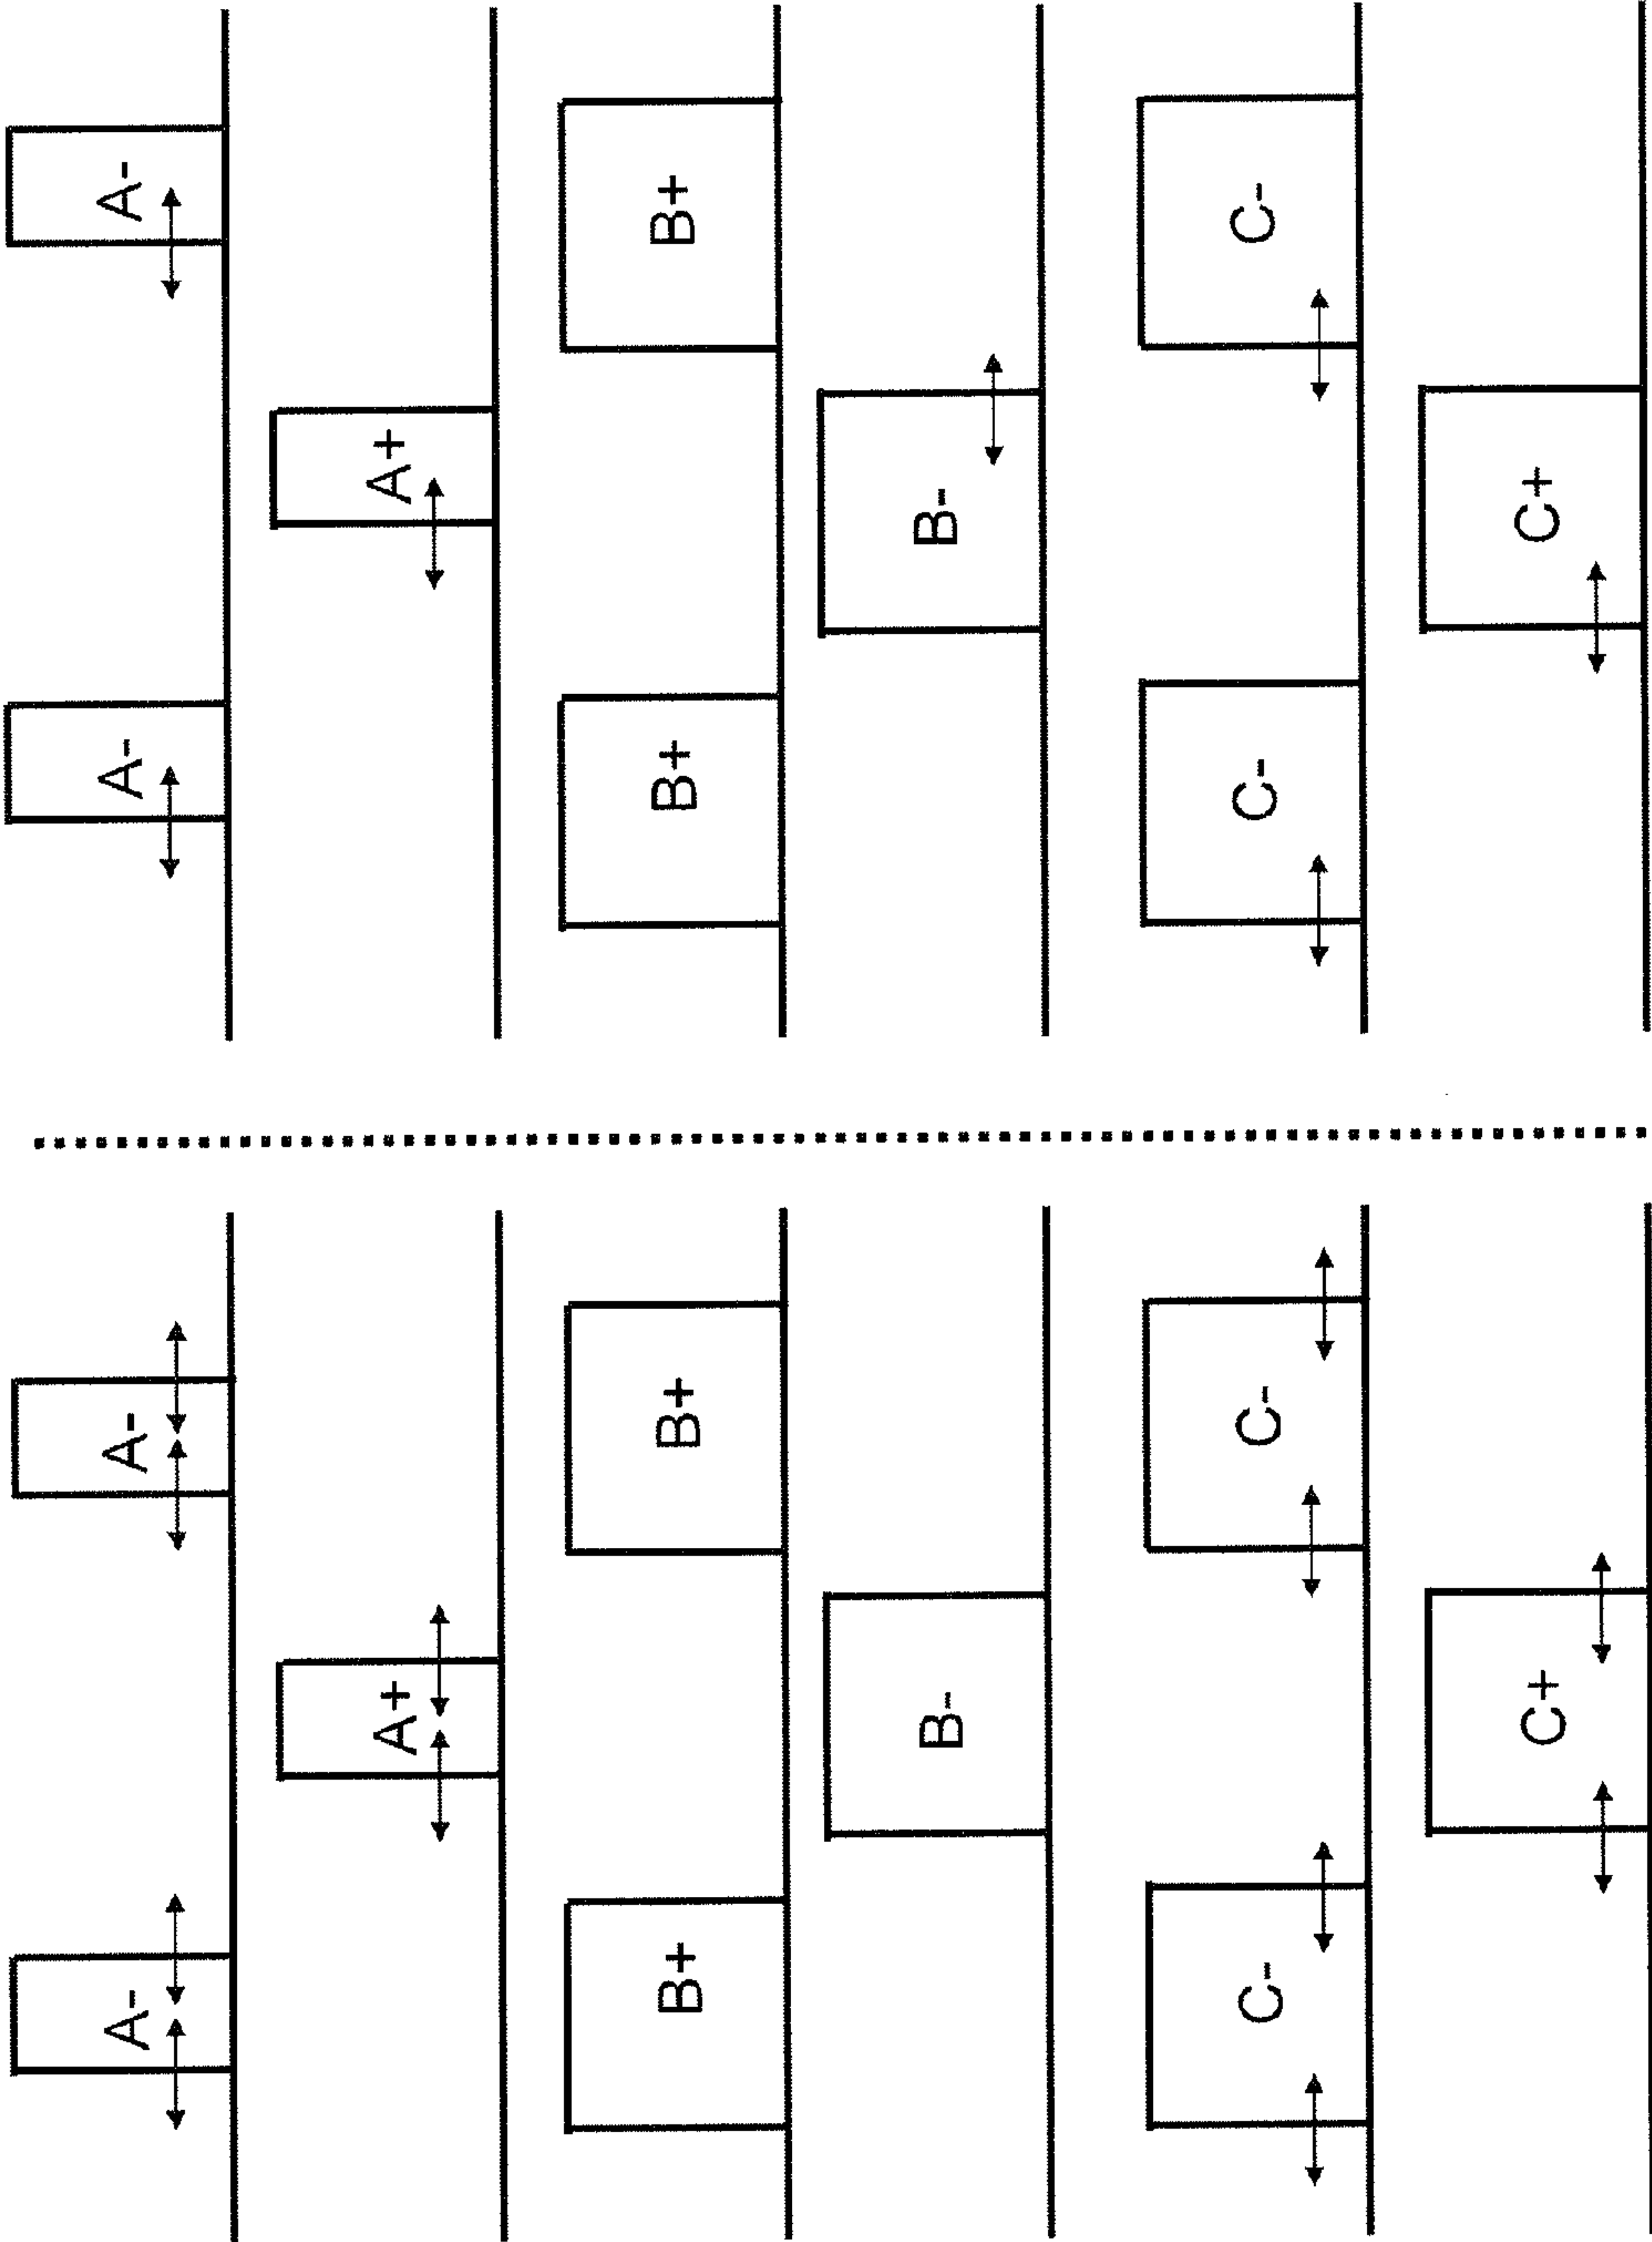 A- A-
A+
B+ B+
B-
C- C-
C+
A- A-
A+
B+ B+
B-
C- C-
C+